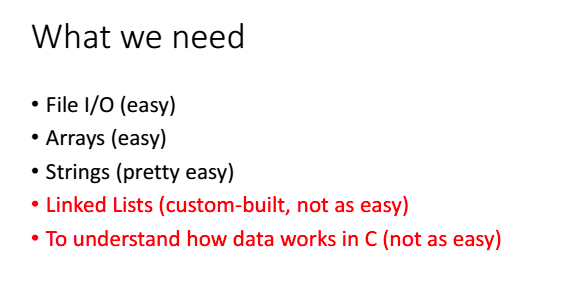 What we need
• File I/O (easy)
• Arrays (easy)
• Strings (pretty easy)
• Linked Lists (custom-built, not as easy)
• To understand how data works in C (not as easy)